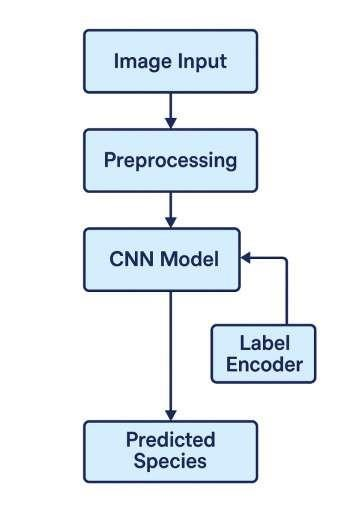 Image Input
Preprocessing
CNN Model
Label
Encoder
Predicted
Species